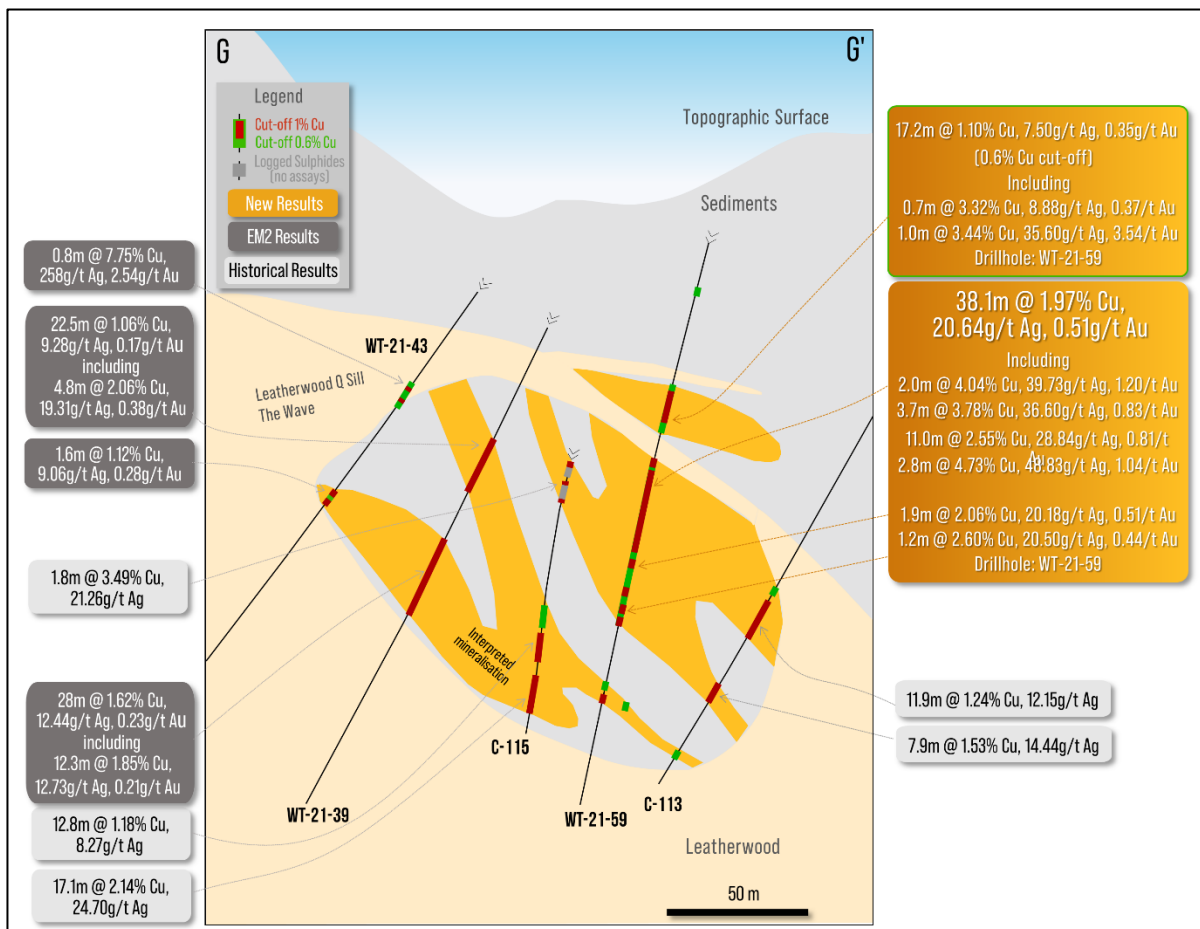 G
G'
Legend
Cut-off 1% Cu
Cut-off 0.6% Cu
Logged Sulphides
(no assays)
New Results
EM2 Results
Historical Results
Topographic Surface
Sediments
WT-21-43
Leatherwood Q Sill
The Wave
Interpreted
mineralisation
C-115
WT-21-39
WT-21-59
C-113
Leatherwood
50 m
0.8m @ 7.75% Cu,
258g/t Ag, 2.54g/t Au
22.5m @ 1.06% Cu,
9.28g/t Ag, 0.17g/t Au
including
4.8m @ 2.06% Cu,
19.31g/t Ag, 0.38g/t Au
1.6m @ 1.12% Cu,
9.06g/t Ag, 0.28g/t Au
1.8m @ 3.49% Cu,
21.26g/t Ag
28m @ 1.62% Cu,
12.44g/t Ag, 0.23g/t Au
including
12.3m @ 1.85% Cu,
12.73g/t Ag, 0.21g/t Au
12.8m @ 1.18% Cu,
8.27g/t Ag
17.1m @ 2.14% Cu,
24.70g/t Ag
17.2m @ 1.10% Cu, 7.50g/t Ag, 0.35g/t Au
(0.6% Cu cut-off)
Including
0.7m @ 3.32% Cu, 8.88g/t Ag, 0.37/t Au
1.0m @ 3.44% Cu, 35.60g/t Ag, 3.54/t Au
Drillhole: WT-21-59
38.1m @ 1.97% Cu,
20.64g/t Ag, 0.51g/t Au
Including
2.0m @ 4.04% Cu, 39.73g/t Ag, 1.20/t Au
3.7m @ 3.78% Cu, 36.60g/t Ag, 0.83/t Au
11.0m @ 2.55% Cu, 28.84g/t Ag, 0.81/t
Au
2.8m @ 4.73% Cu, 48.83g/t Ag, 1.04/t Au
1.9m @ 2.06% Cu, 20.18g/t Ag, 0.51/t Au
1.2m @ 2.60% Cu, 20.50g/t Ag, 0.44/t Au
Drillhole: WT-21-59
11.9m @ 1.24% Cu, 12.15g/t Ag
7.9m @ 1.53% Cu, 14.44g/t Ag